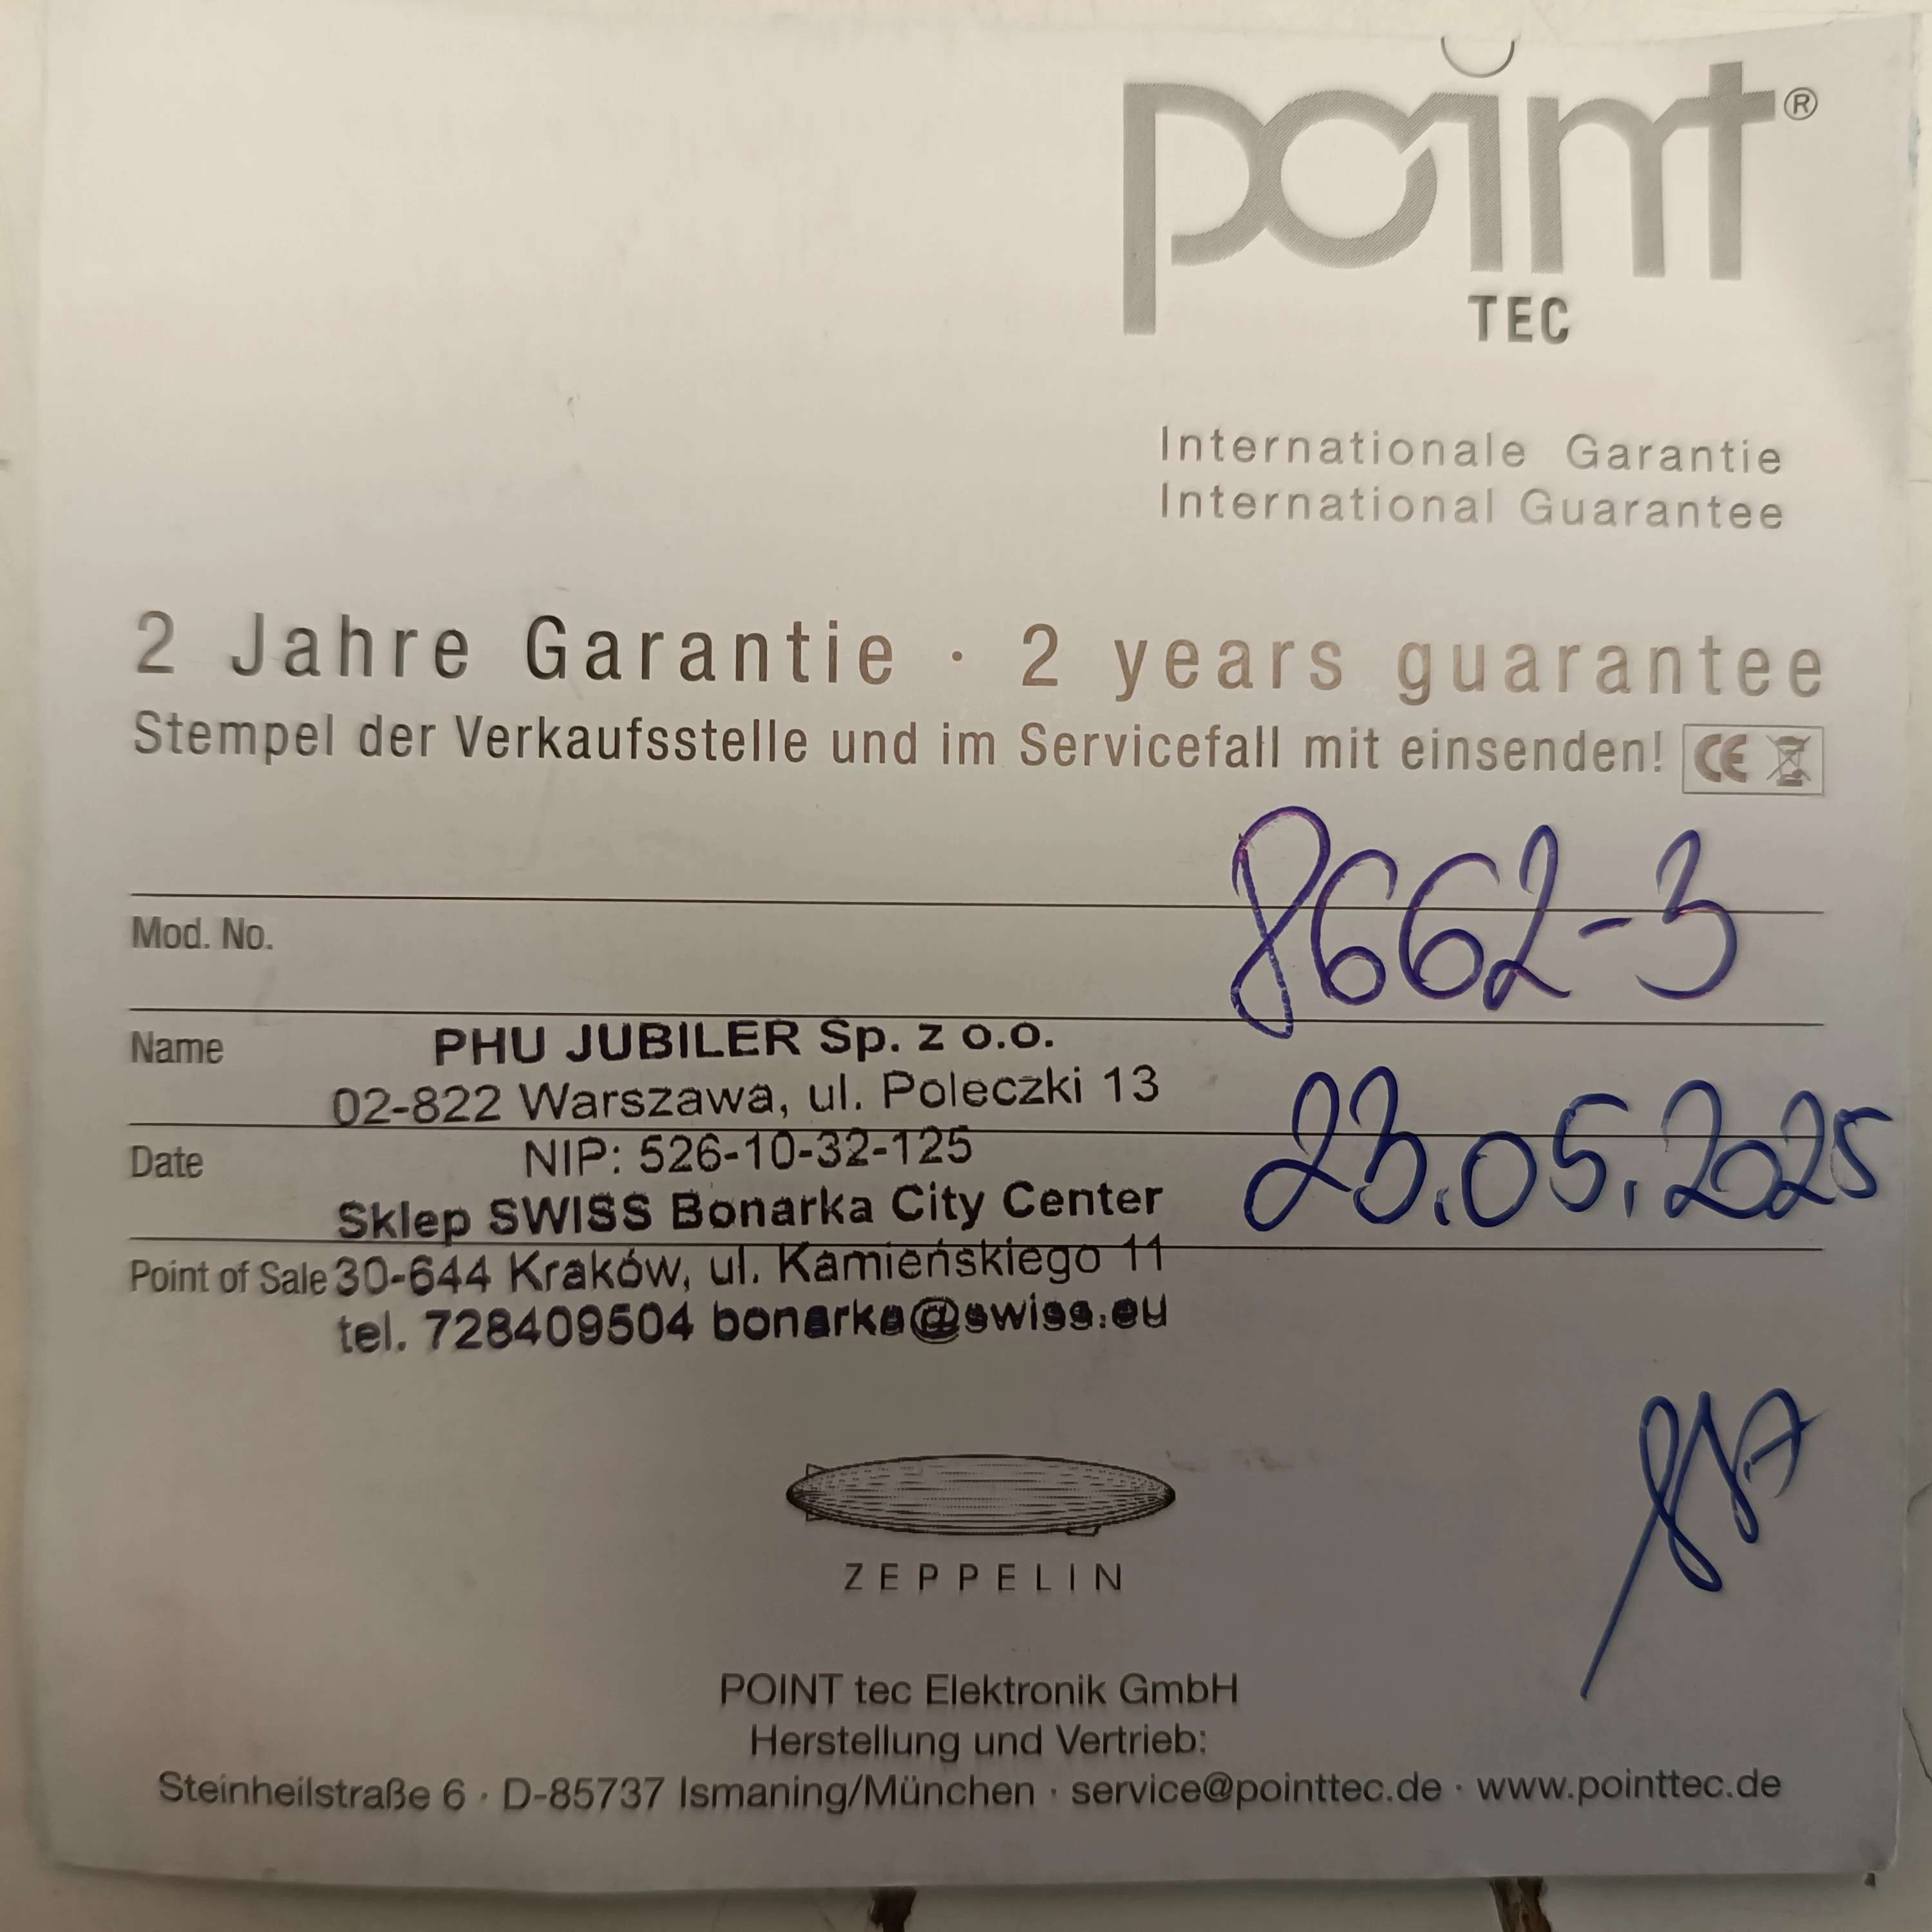 point®
TEC
Internationale Garantie
International Guarantee
2 Jahre Garantie · 2 years guarantee
Stempel der Verkaufsstelle und im Servicefall mit einsenden! CE
8662-3
Mod. No.
Name
PHU JUBILER Sp. z o.o.
02-822 Warszawa, ul. Poleczki 13
Date
NIP: 526-10-32-125
23.05.2025
Sklep SWISS Bonarka City Center
Point of Sale 30-644 Kraków, ul. Kamieńskiego 11
tel. 728409504 bonarka@swiss.eu
ZEPPELIN
POINT tec Elektronik GmbH
Herstellung und Vertrieb:
Steinheilstraße 6 · D-85737 Ismaning/München · service@pointtec.de · www.pointtec.de